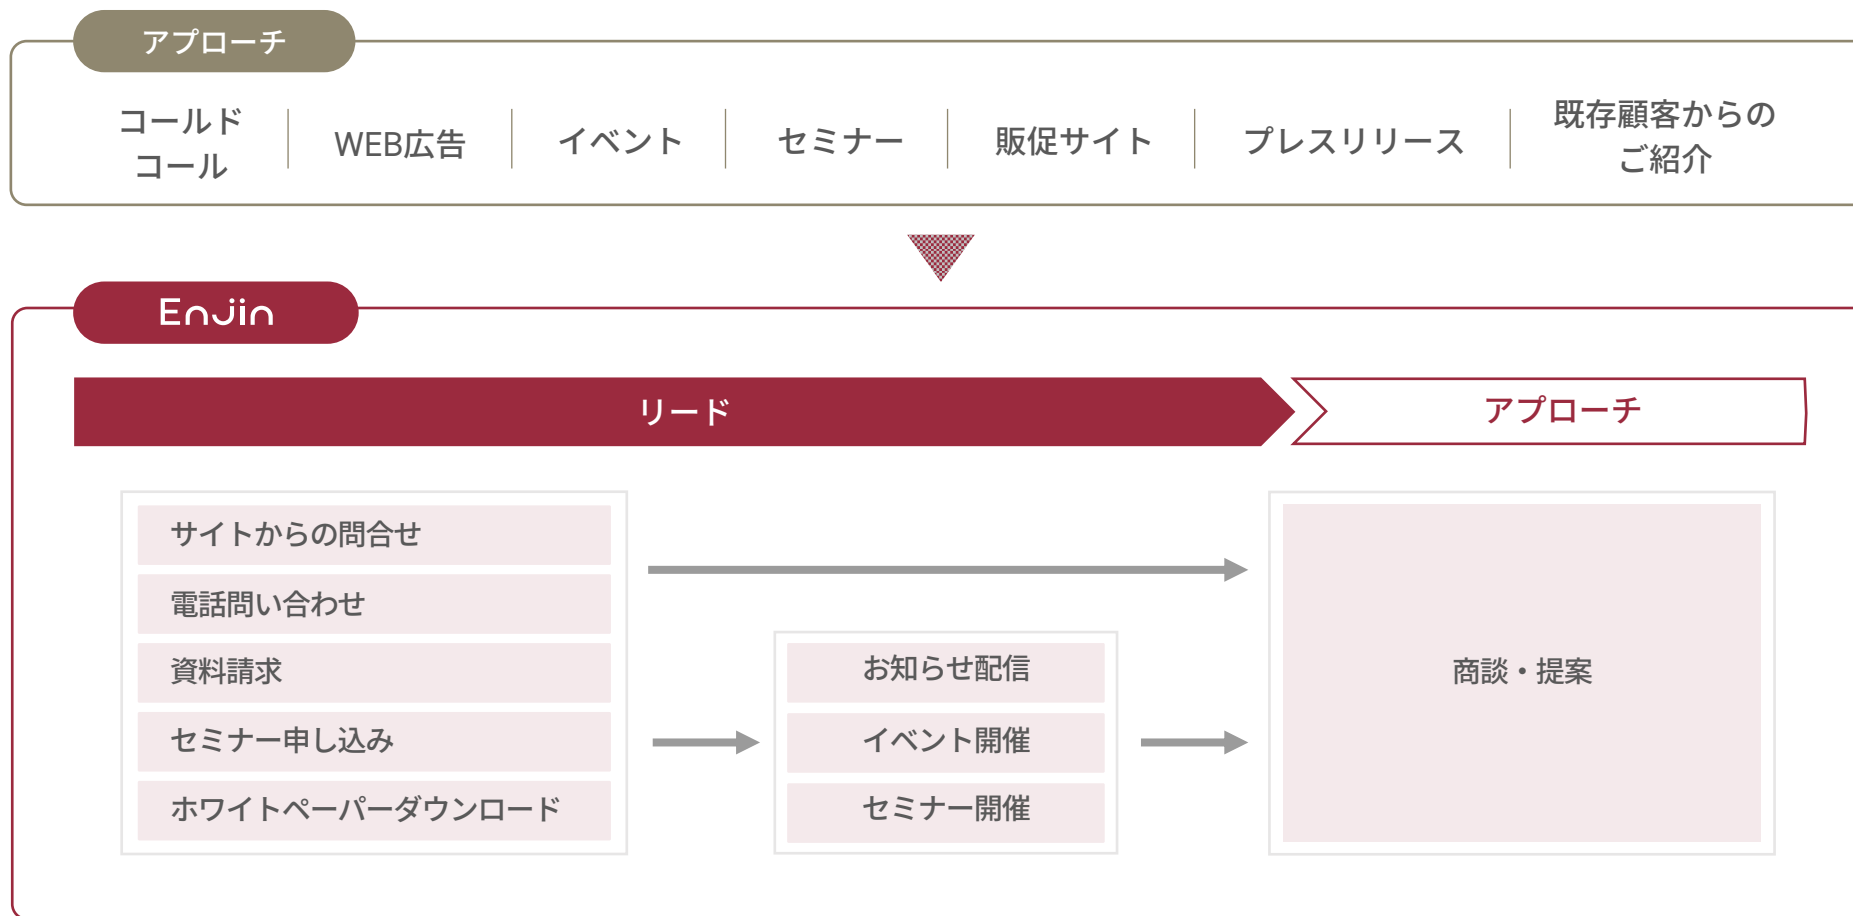 アプローチ
コールド
コール
WEB広告
イベント
セミナー
販促サイト
プレスリリース
既存顧客からの
ご紹介
Enjin
リード
アプローチ
サイトからの問合せ
電話問い合わせ
資料請求
セミナー申し込み
ホワイトペーパーダウンロード
お知らせ配信
イベント開催
セミナー開催
商談・提案